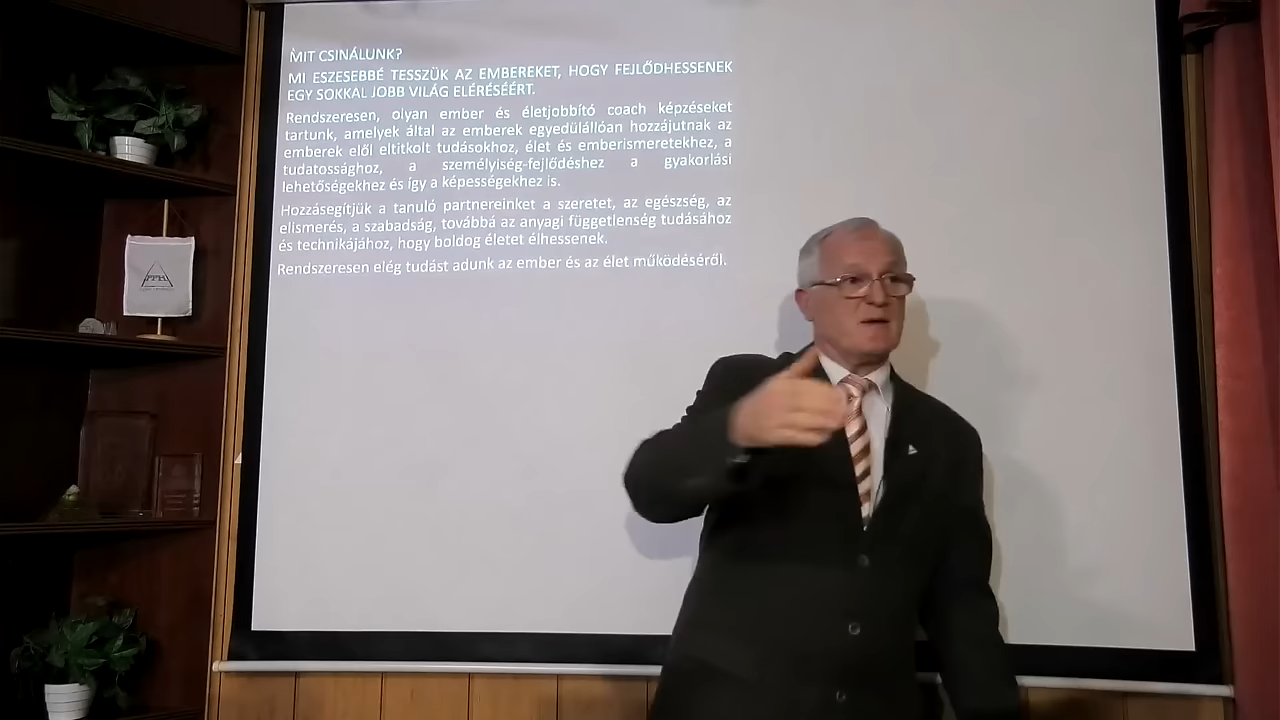 MIT CSINÁLUNK?
MI ESZESEBBÉ TESSZÜK AZ EMBEREKET, HOGY FEJLŐDHESSENEK
EGY SOKKAL JOBB VILÁG ELÉRÉSÉÉRT.
Rendszeresen, olyan ember és életjobbító coach képzéseket
tartunk, amelyek által az emberek egyedülállóan hozzájutnak az
emberek elől eltitkolt tudásokhoz, élet és emberismeretekhez, a
tudatossághoz, a személyiség-fejlődéshez a gyakorlási
lehetőségekhez és így a képességekhez is.
Hozzásegítjük a tanuló partnereinket a szeretet, az egészség, az
elismerés, a szabadság, továbbá az anyagi függetlenség tudásához
és technikájához, hogy boldog életet élhessenek.
Rendszeresen elég tudást adunk az ember és az élet működéséről.